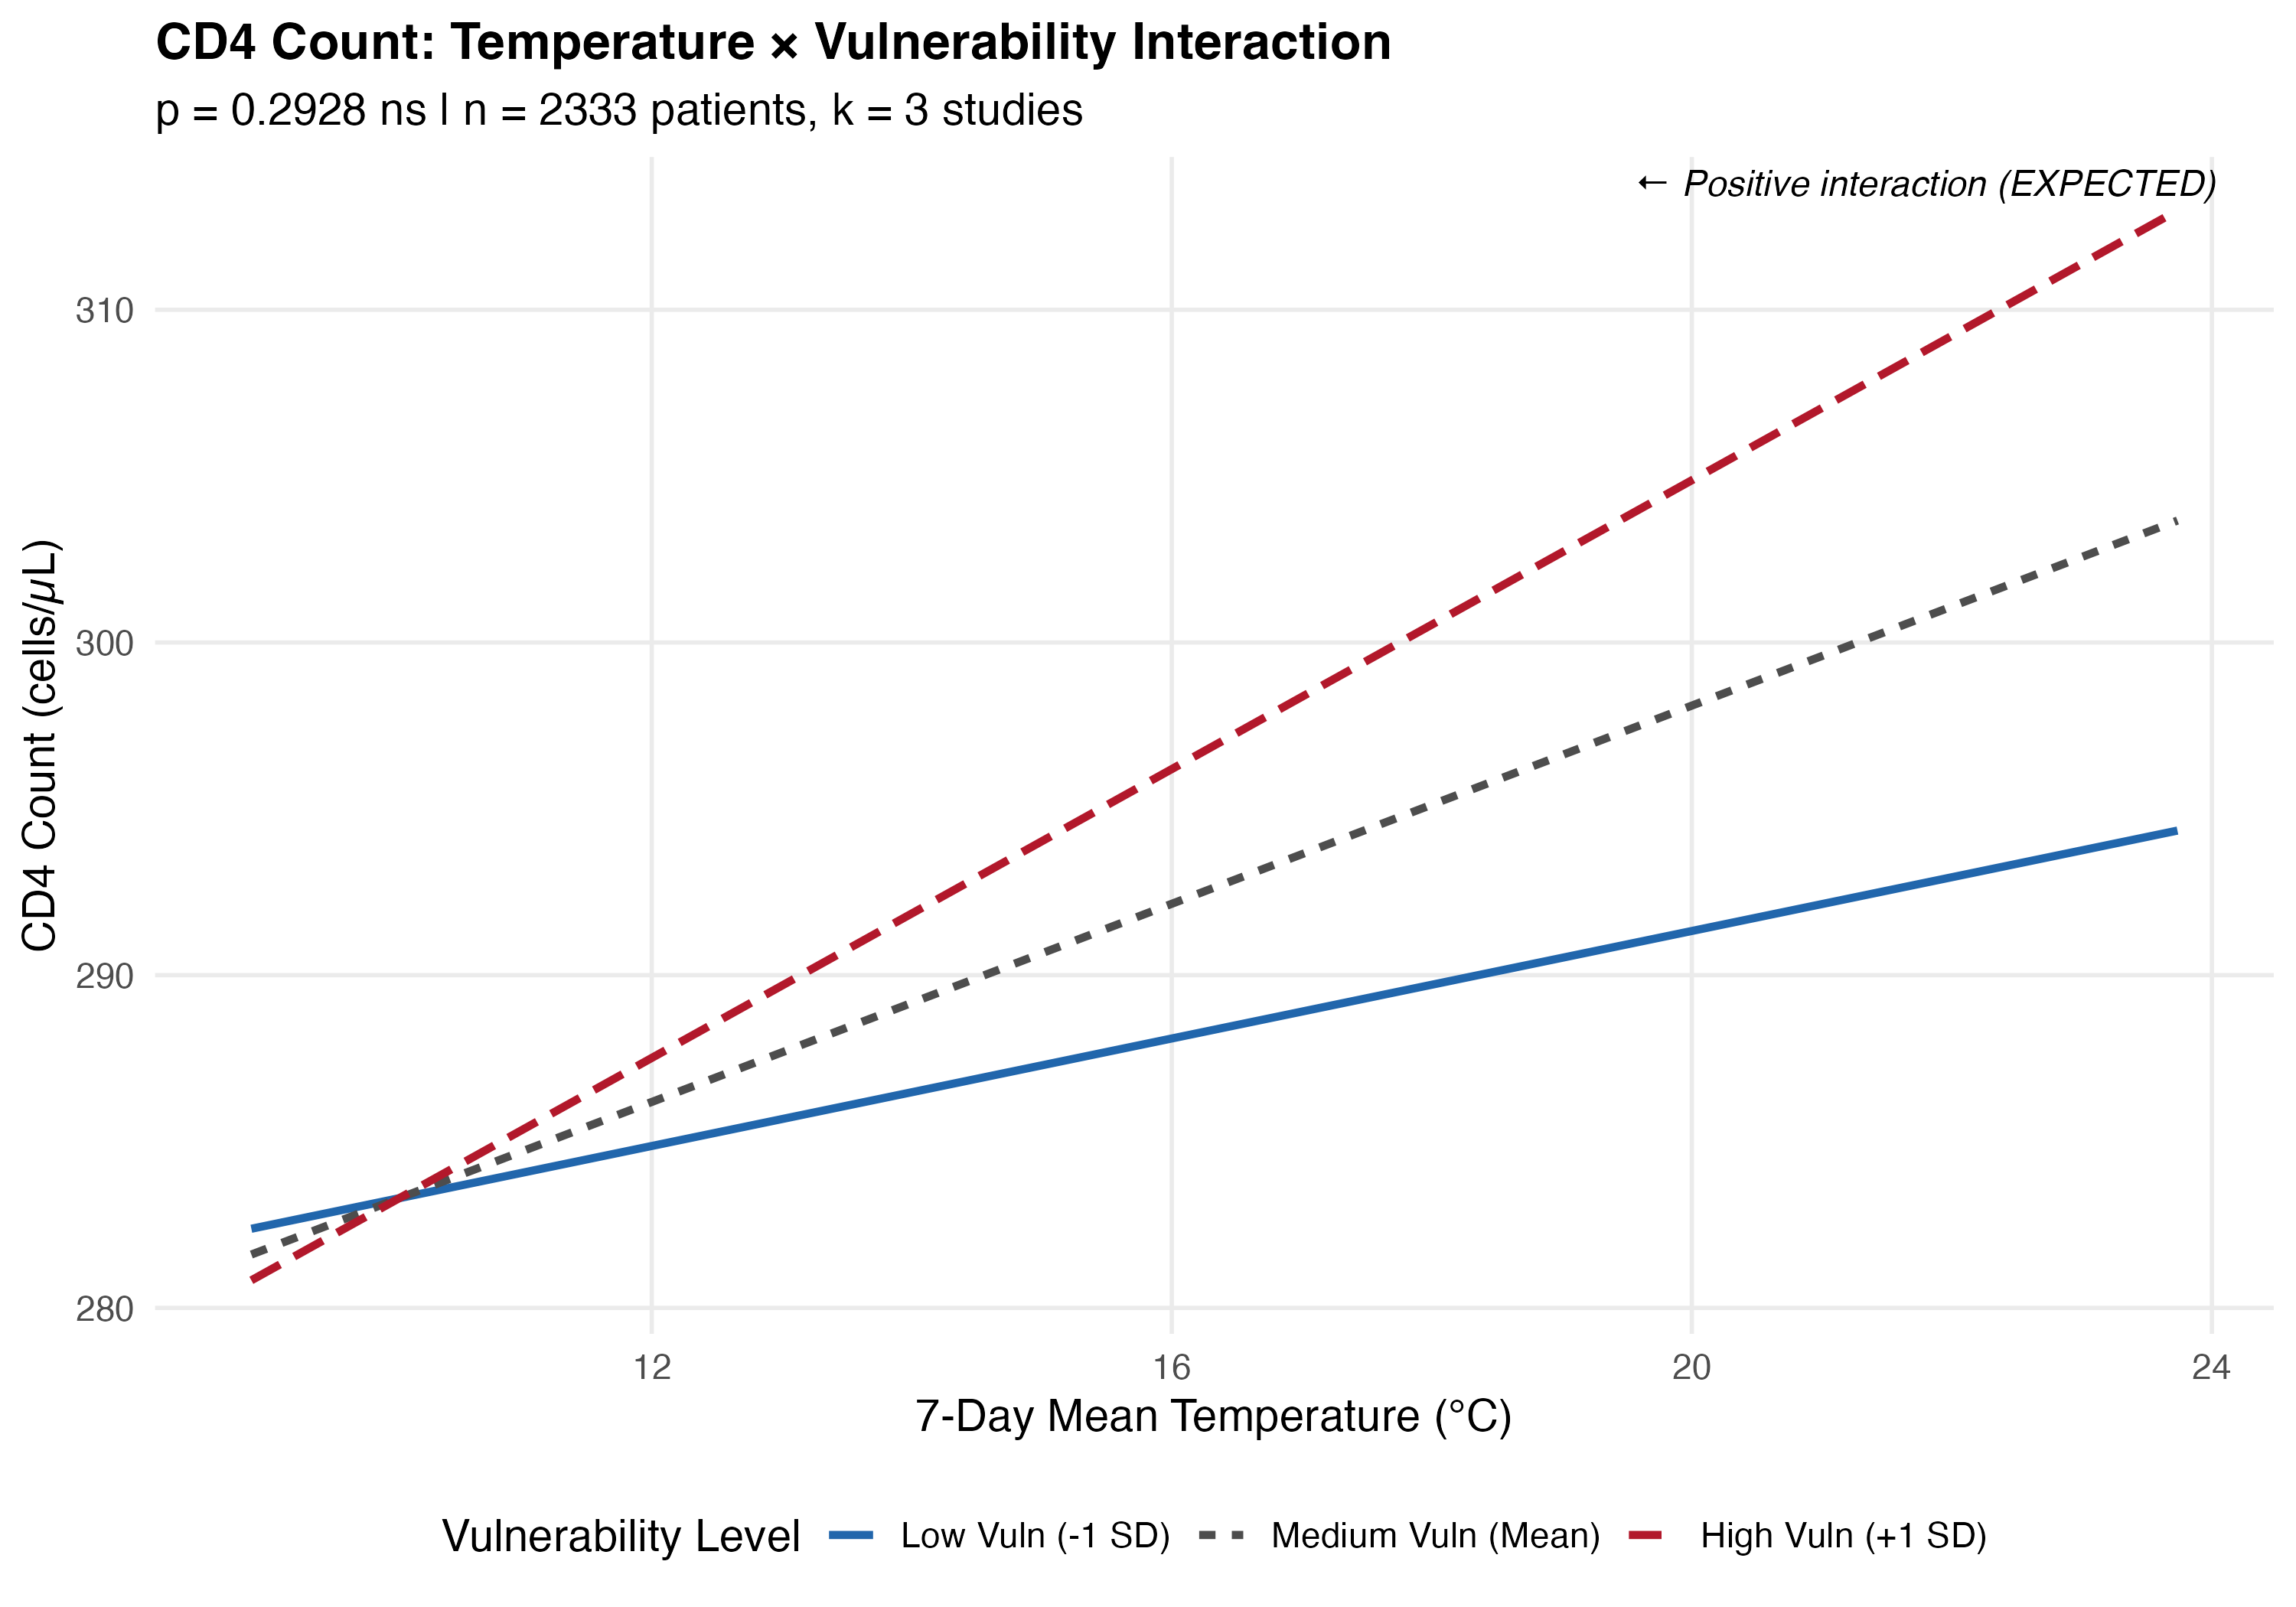 CD4 Count: Temperature × Vulnerability Interaction
p = 0.2928 ns | n = 2333 patients, k = 3 studies
← Positive interaction (EXPECTED)
CD4 Count (cells/μL)
310
300
290
280
12 16 20 24
7-Day Mean Temperature (°C)
Vulnerability Level Low Vuln (-1 SD) Medium Vuln (Mean) High Vuln (+1 SD)